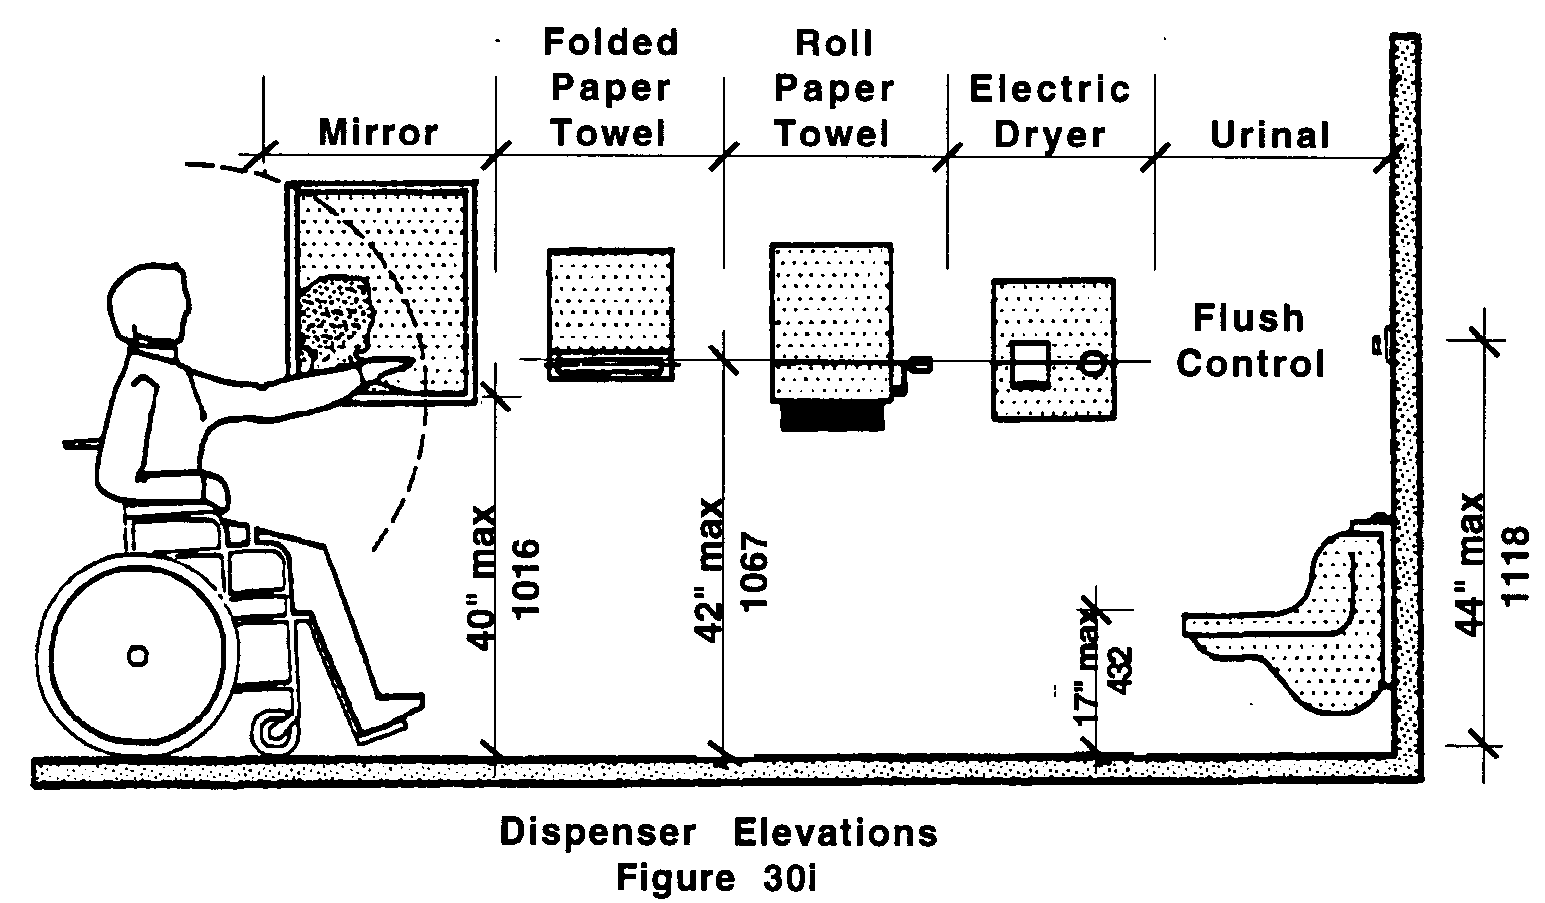 Folded
Paper
Towel
Roll
Paper
Towel
Electric
Dryer
Mirror
Urinal
Flush
Control
40" max
1016
42" max
1067
17" max
432
44" max
1118
Dispenser Elevations
Figure 30i